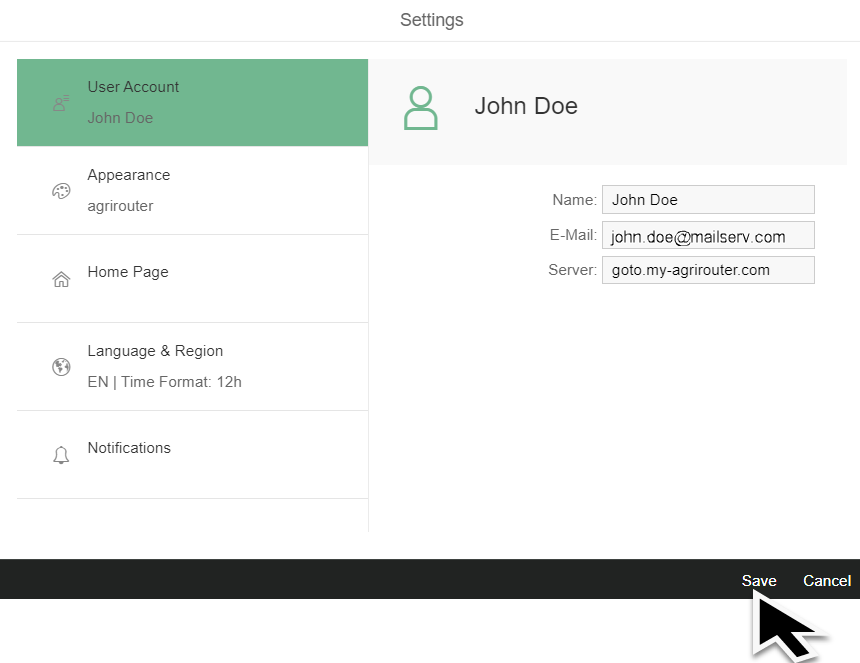 Settings
User Account
John Doe
Appearance
agrirouter
Home Page
Language & Region
EN | Time Format: 12h
Notifications
John Doe
Name: John Doe
E-Mail: john.doe@mailserv.com
Server: goto.my-agrirouter.com
Save Cancel